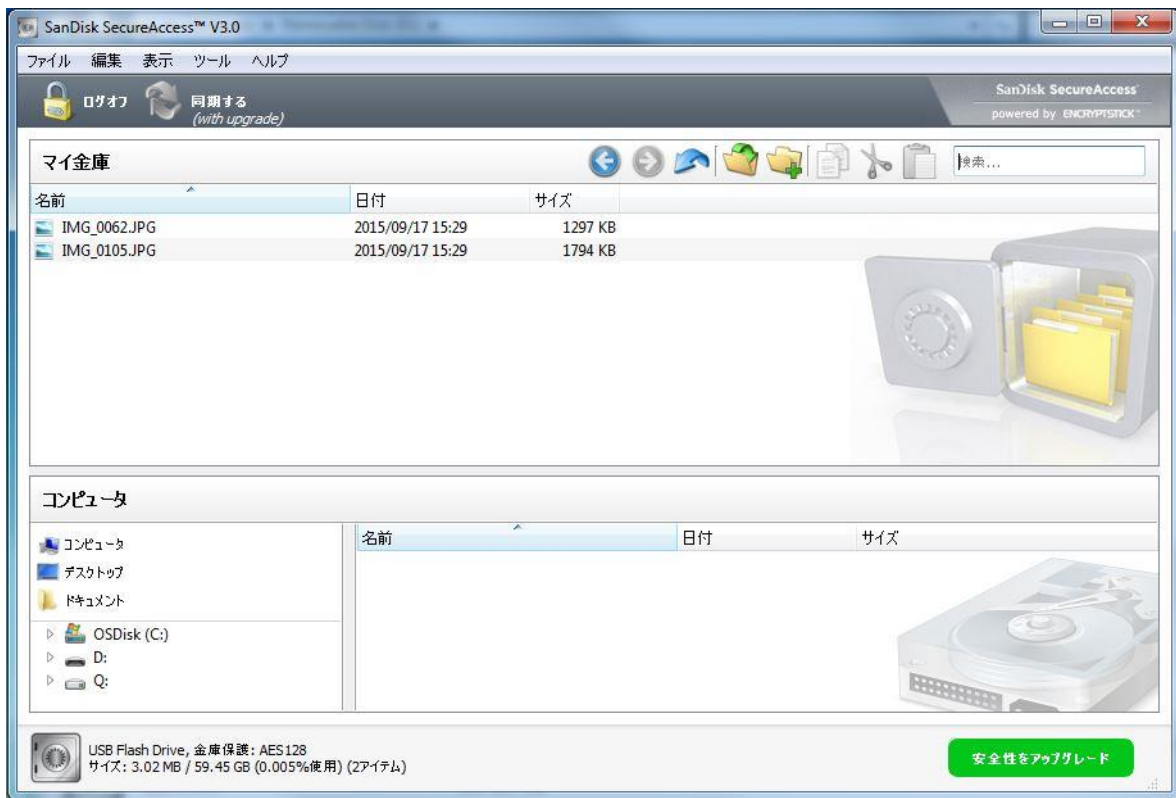 SanDisk SecureAccess™ V3.0
ファイル 編集 表示 ツール ヘルプ
ログオフ
同期する
(with upgrade)
SanDisk SecureAccess
powered by ENCRYPTSTICK
マイ金庫
検索...
名前 日付 サイズ
IMG_0062.JPG 2015/09/17 15:29 1297 KB
IMG_0105.JPG 2015/09/17 15:29 1794 KB
コンピュータ
コンピュータ
デスクトップ
ドキュメント
OSDisk (C:)
D:
Q:
名前 日付 サイズ
USB Flash Drive, 金庫保護: AES128
サイズ: 3.02 MB / 59.45 GB (0.005%使用) (2アイテム)
安全性をアップグレード